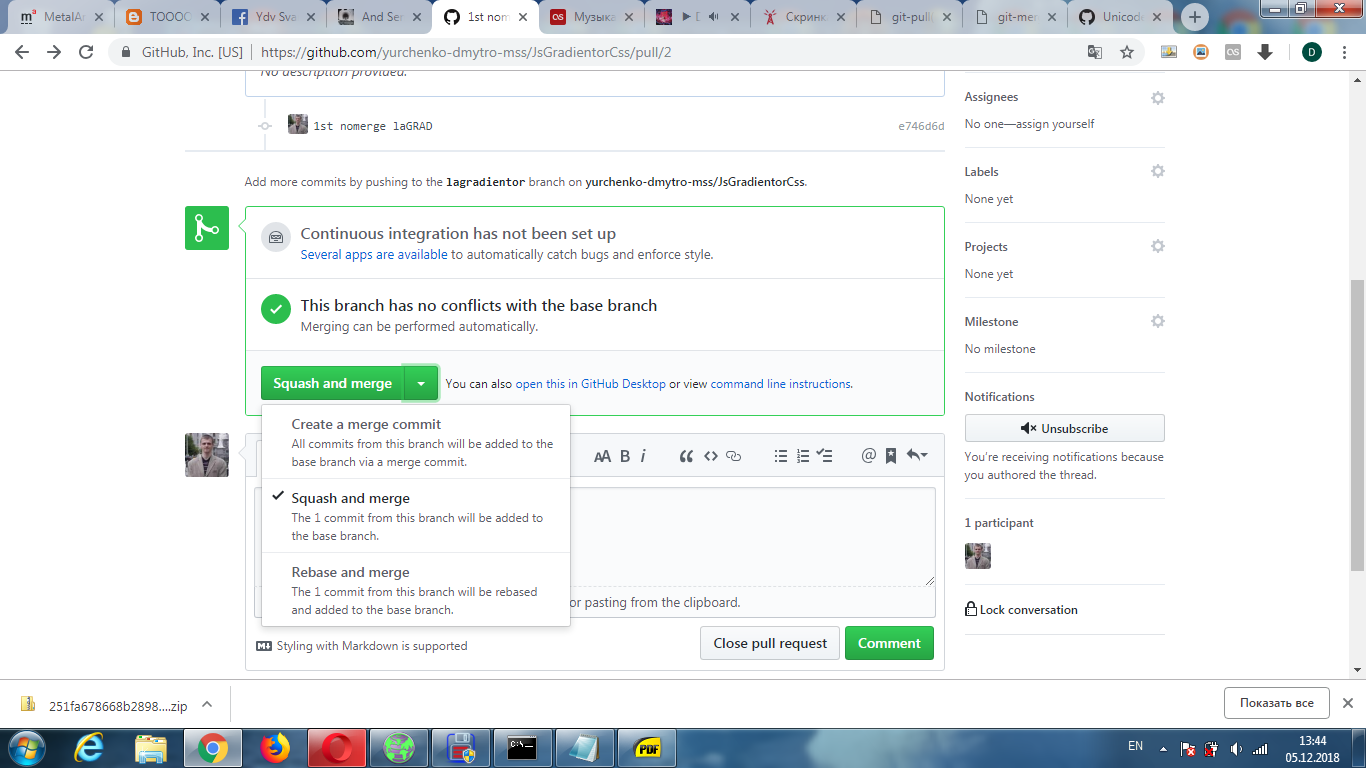 MetalAr
TOOOC
Ydv Sva
And Ser
1st nom
Музыка
D
Скринк
git-pull
git-mer
Unicod
GitHub, Inc. [US]
https://github.com/yurchenko-dmytro-mss/JsGradientorCss/pull/2
D
No description provided.
1st nomerge laGRAD
e746d6d
Add more commits by pushing to the lagradientor branch on yurchenko-dmytro-mss/JsGradientorCss.
Continuous integration has not been set up
Several apps are available to automatically catch bugs and enforce style.
This branch has no conflicts with the base branch
Merging can be performed automatically.
Squash and merge
You can also open this in GitHub Desktop or view command line instructions.
Create a merge commit
All commits from this branch will be added to the
base branch via a merge commit.
Squash and merge
The 1 commit from this branch will be added to
the base branch.
Rebase and merge
The 1 commit from this branch will be rebased
and added to the base branch.
AA B i
or pasting from the clipboard.
Styling with Markdown is supported
Close pull request
Comment
Assignees
No one—assign yourself
Labels
None yet
Projects
None yet
Milestone
No milestone
Notifications
Unsubscribe
You're receiving notifications because
you authored the thread.
1 participant
Lock conversation
251fa678668b2898....zip
Показать все
PDF
EN
13:44
05.12.2018